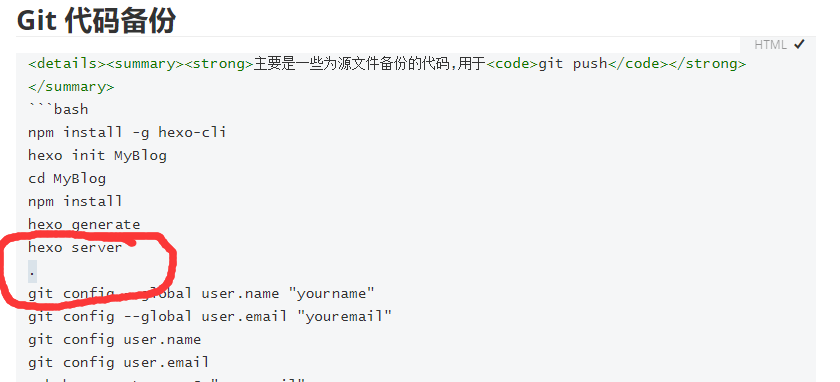 Git 代码备份
HTML ✔
<details><summary><strong>主要是一些为源文件备份的代码,用于<code>git push</code></strong>
</summary>
```bash
npm install -g hexo-cli
hexo init MyBlog
cd MyBlog
npm install
hexo generate
hexo server
.
git config --global user.name "yourname"
git config --global user.email "youremail"
git config user.name
git config user.email